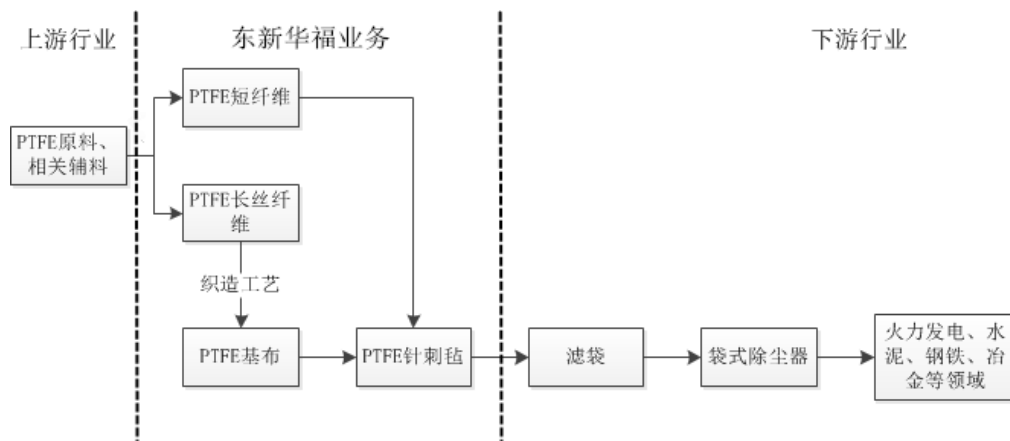 上游行业
东新华福业务
下游行业
PTFE短纤维
PTFE原料、
相关辅料
PTFE长丝纤
维
织造工艺
PTFE基布
PTFE针刺毡
滤袋
袋式除尘器
火力发电、水
泥、钢铁、冶
金等领域